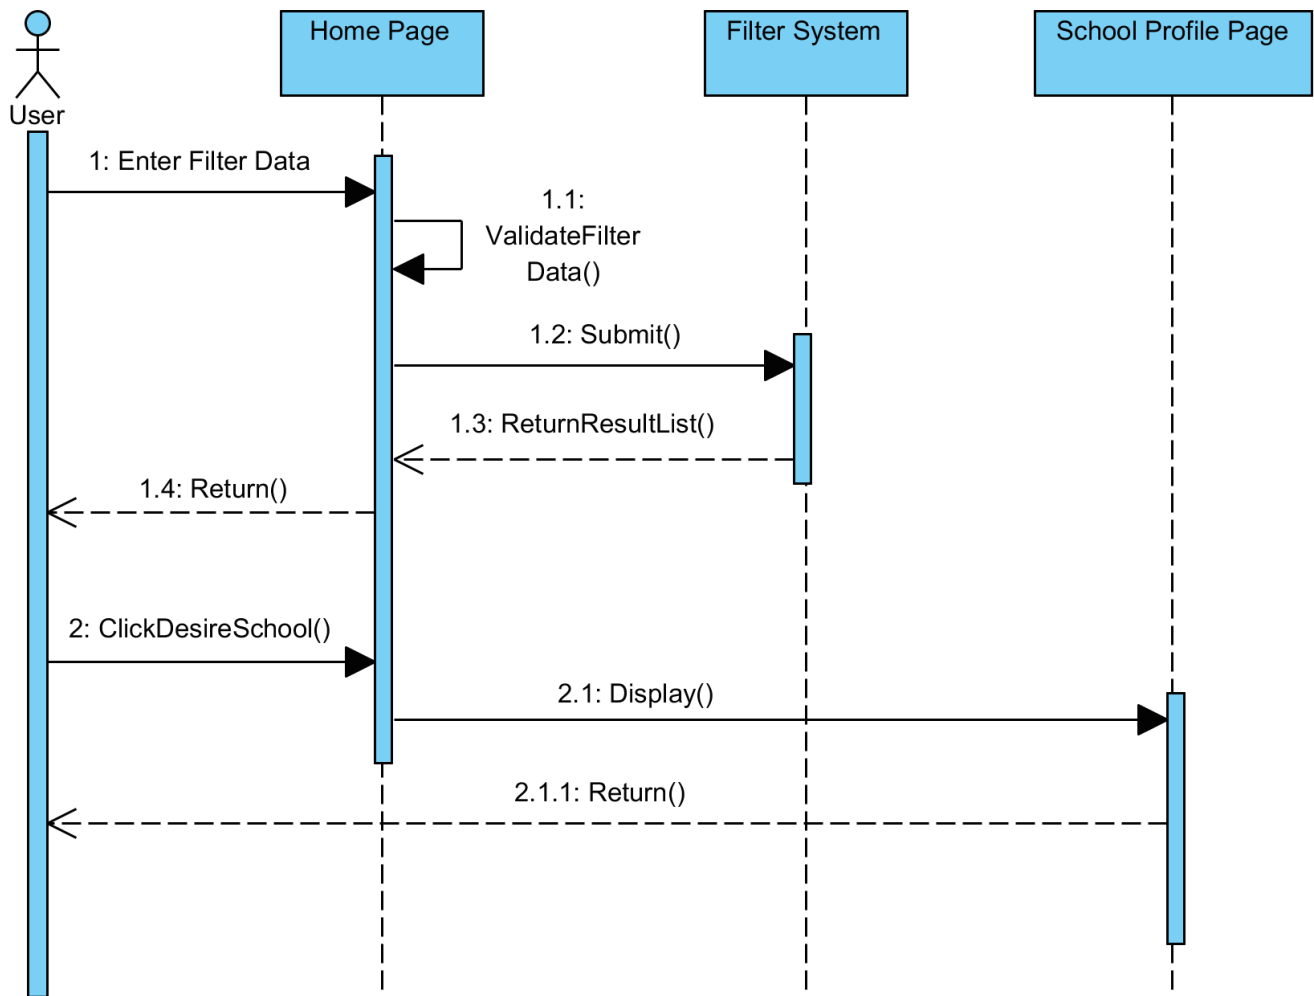 Home Page
Filter System
School Profile Page
User
1: Enter Filter Data
1.1:
ValidateFilter
Data()
1.2: Submit()
1.3: ReturnResultList()
1.4: Return()
2: ClickDesireSchool()
2.1: Display()
2.1.1: Return()